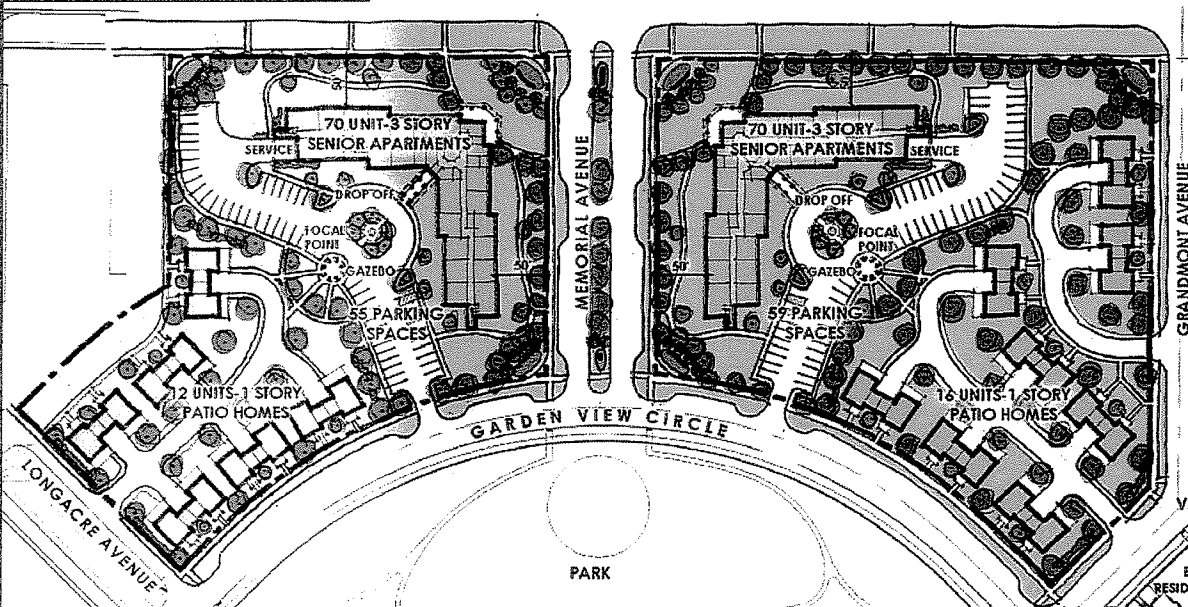 70 UNIT-3 STORY
SENIOR APARTMENTS
SERVICE
DROP OFF
FOCAL
POINT
GAZEBO
50'
55 PARKING
SPACES
12 UNITS-1 STORY
PATIO HOMES
LONGACRE AVENUE
MEMORIAL AVENUE
70 UNIT-3 STORY
SENIOR APARTMENTS
SERVICE
DROP OFF
FOCAL
POINT
GAZEBO
50'
59 PARKING
SPACES
16 UNITS-1 STORY
PATIO HOMES
GRANDMONT AVENUE
GARDEN VIEW CIRCLE
PARK
V
RESID